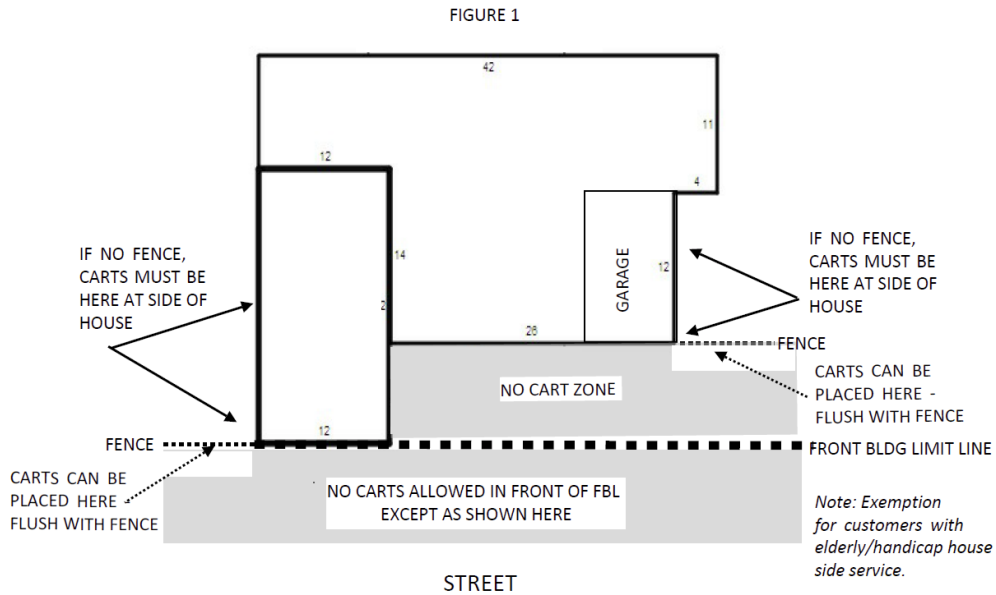 FIGURE 1
42
11
12
4
IF NO FENCE,
CARTS MUST BE
HERE AT SIDE OF
HOUSE
14
2
12
GARAGE
IF NO FENCE,
CARTS MUST BE
HERE AT SIDE OF
HOUSE
26
FENCE
NO CART ZONE
CARTS CAN BE
PLACED HERE -
FLUSH WITH FENCE
12
FENCE
FRONT BLDG LIMIT LINE
CARTS CAN BE
PLACED HERE -
FLUSH WITH FENCE
NO CARTS ALLOWED IN FRONT OF FBL
EXCEPT AS SHOWN HERE
Note: Exemption
for customers with
elderly/handicap house
side service.
STREET